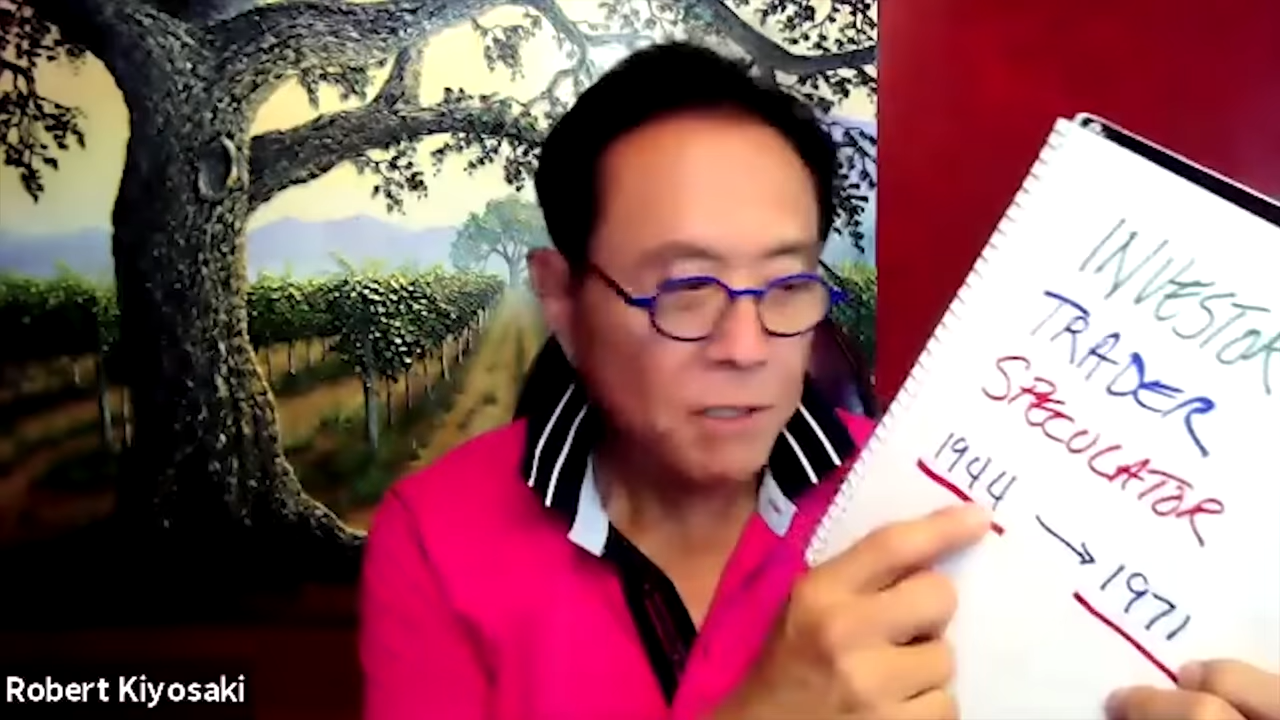 INVESTOR
TRADER
SPECULATOR
1944 → 1971
Robert Kiyosaki